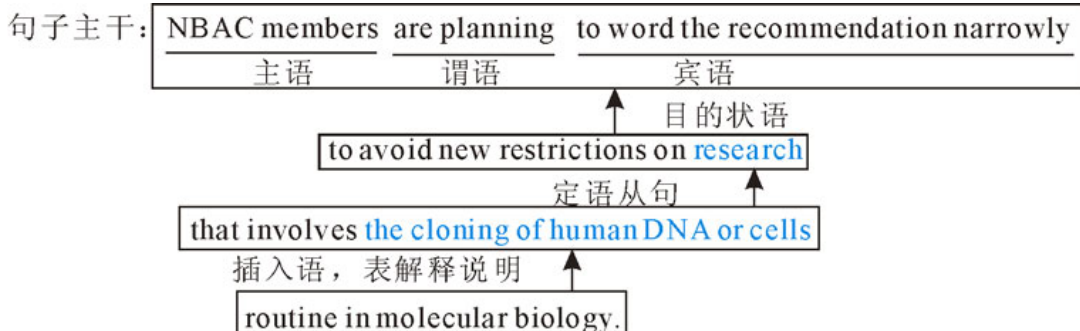 句子主干: NBAC members are planning to word the recommendation narrowly
主语 谓语 宾语
目的状语
to avoid new restrictions on research
定语从句
that involves the cloning of human DNA or cells
插入语，表解释说明
routine in molecular biology.